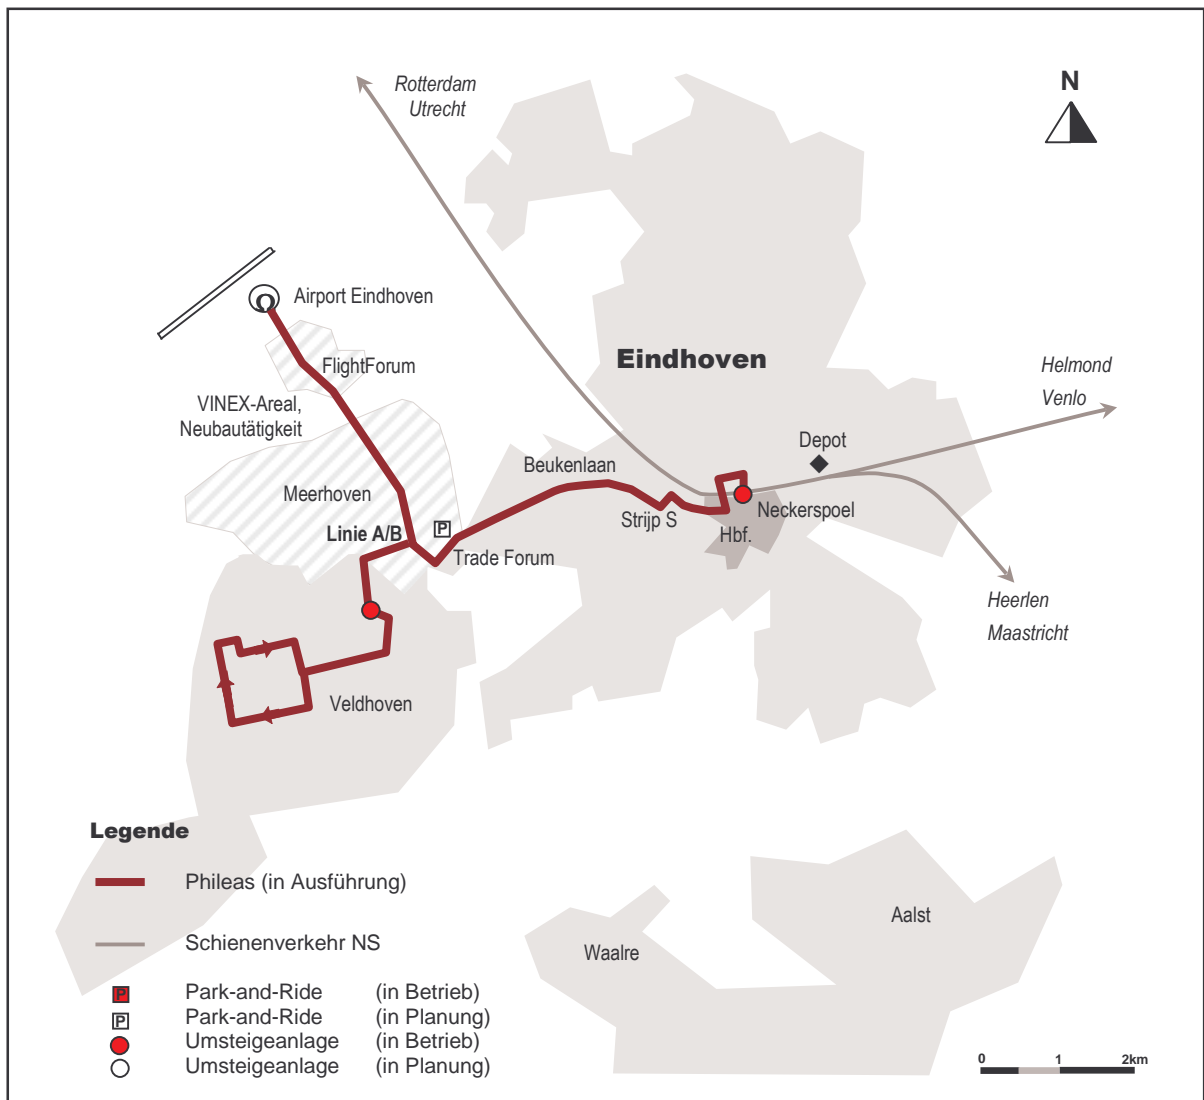 Rotterdam
Utrecht
N
Airport Eindhoven
FlightForum
Eindhoven
Helmond
Venlo
VINEX-Areal,
Neubautätigkeit
Depot
Beukenlaan
Meerhoven
Neckerspoel
Strijp S
P
Linie A/B
Hbf.
Trade Forum
Heerlen
Maastricht
Veldhoven
Legende
Phileas (in Ausführung)
Aalst
Schienenverkehr NS
Waalre
P Park-and-Ride (in Betrieb)
P Park-and-Ride (in Planung)
Umsteigeanlage (in Betrieb)
Umsteigeanlage (in Planung)
0 1 2km